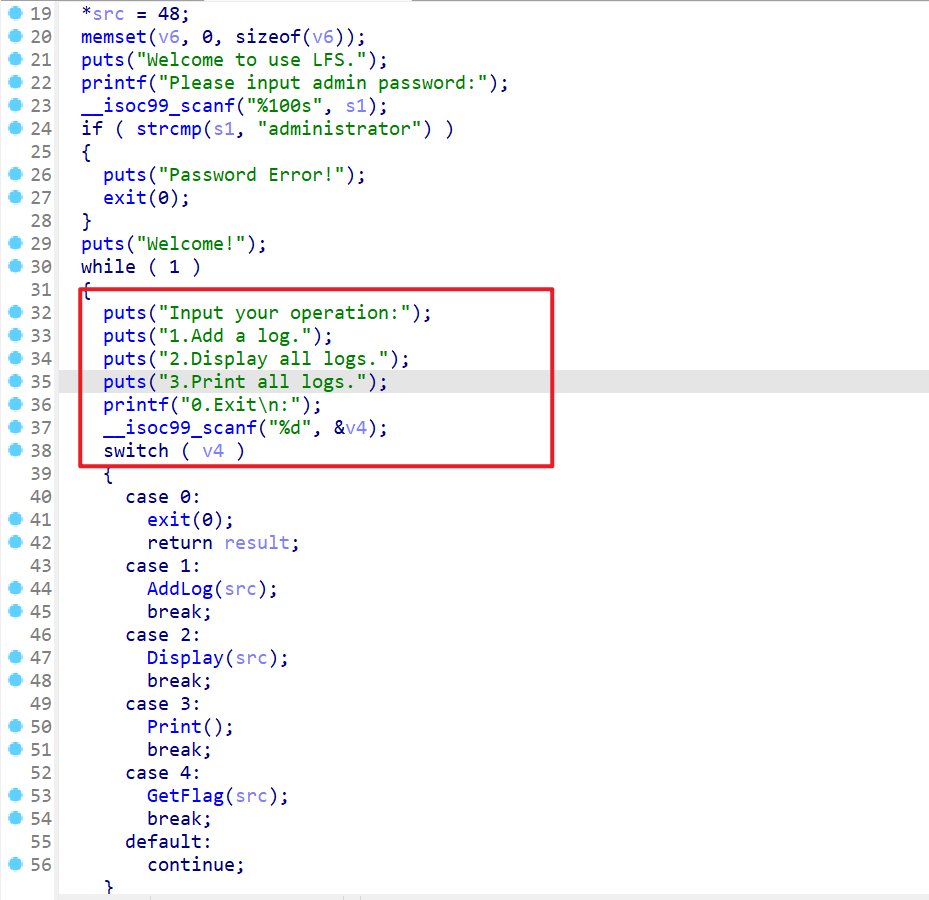 19 *src = 48;
20 memset(v6, 0, sizeof(v6));
21 puts("Welcome to use LFS.");
22 printf("Please input admin password:");
23 __isoc99_scanf("%100s", s1);
24 if ( strcmp(s1, "administrator") )
25 {
26 puts("Password Error!");
27 exit(0);
28 }
29 puts("Welcome!");
30 while ( 1 )
31 {
32 puts("Input your operation:");
33 puts("1.Add a log.");
34 puts("2.Display all logs.");
35 puts("3.Print all logs.");
36 printf("0.Exit\n:");
37 __isoc99_scanf("%d", &v4);
38 switch ( v4 )
39 {
40 case 0:
41 exit(0);
42 return result;
43 case 1:
44 AddLog(src);
45 break;
46 case 2:
47 Display(src);
48 break;
49 case 3:
50 Print();
51 break;
52 case 4:
53 GetFlag(src);
54 break;
55 default:
56 continue;
}